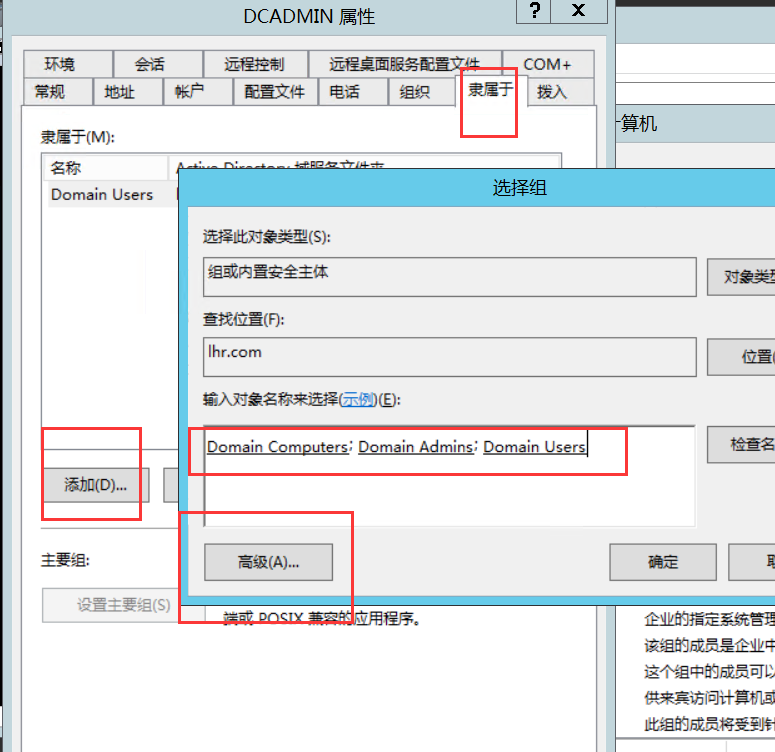 DCADMIN 属性
? X
环境 会话 远程控制 远程桌面服务配置文件 COM+
常规 地址 帐户 配置文件 电话 组织 隶属于 拨入
隶属于(M):
名称 Active Directory 域服务文件夹
Domain Users
计算机
选择组
选择此对象类型(S):
组或内置安全主体
对象类型
查找位置(F):
lhr.com
位置(
输入对象名称来选择(示例)(E):
Domain Computers; Domain Admins; Domain Users
检查名
添加(D)...
高级(A)...
确定
主要组:
设置主要组(S)
端或 POSIX 兼容的应用程序。
企业的指定系统管理
该组的成员是企业中
这个组中的成员可以
供来宾访问计算机或
此组的成员将受到针